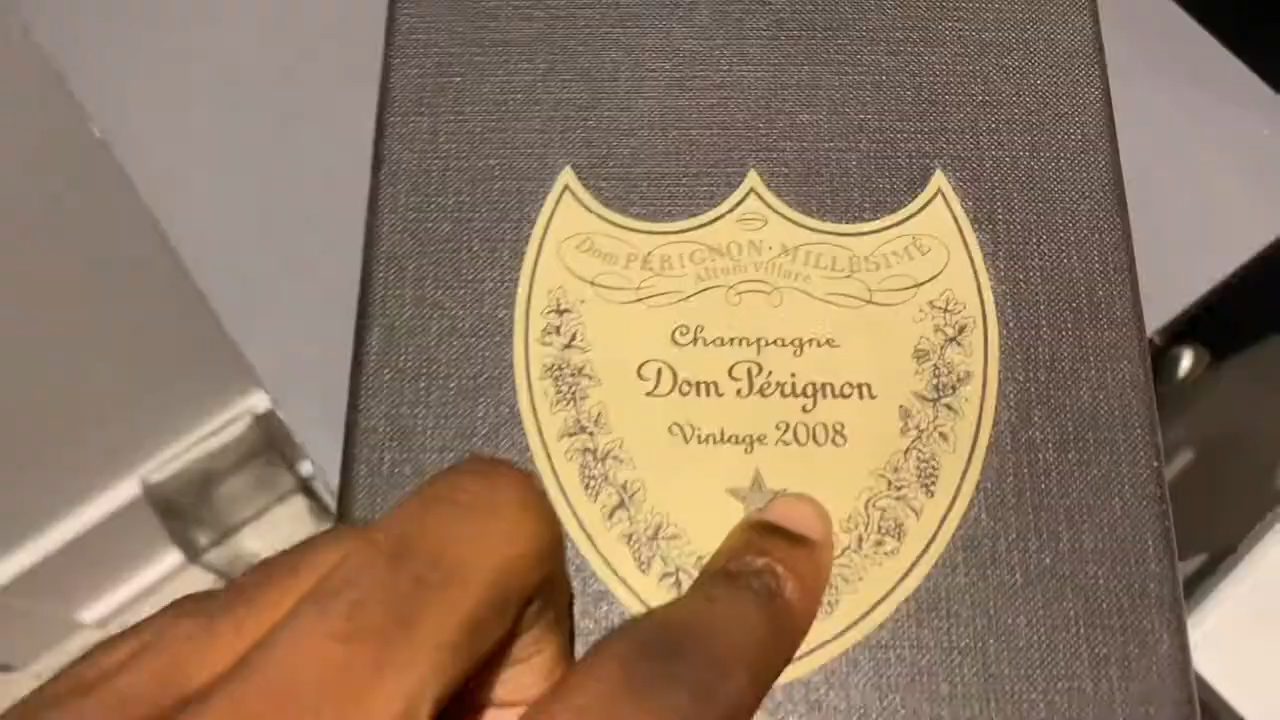 Dom PÉRIGNON · MILLÉSIMÉ
Altum Villare
Champagne
Dom Pérignon
Vintage 2008